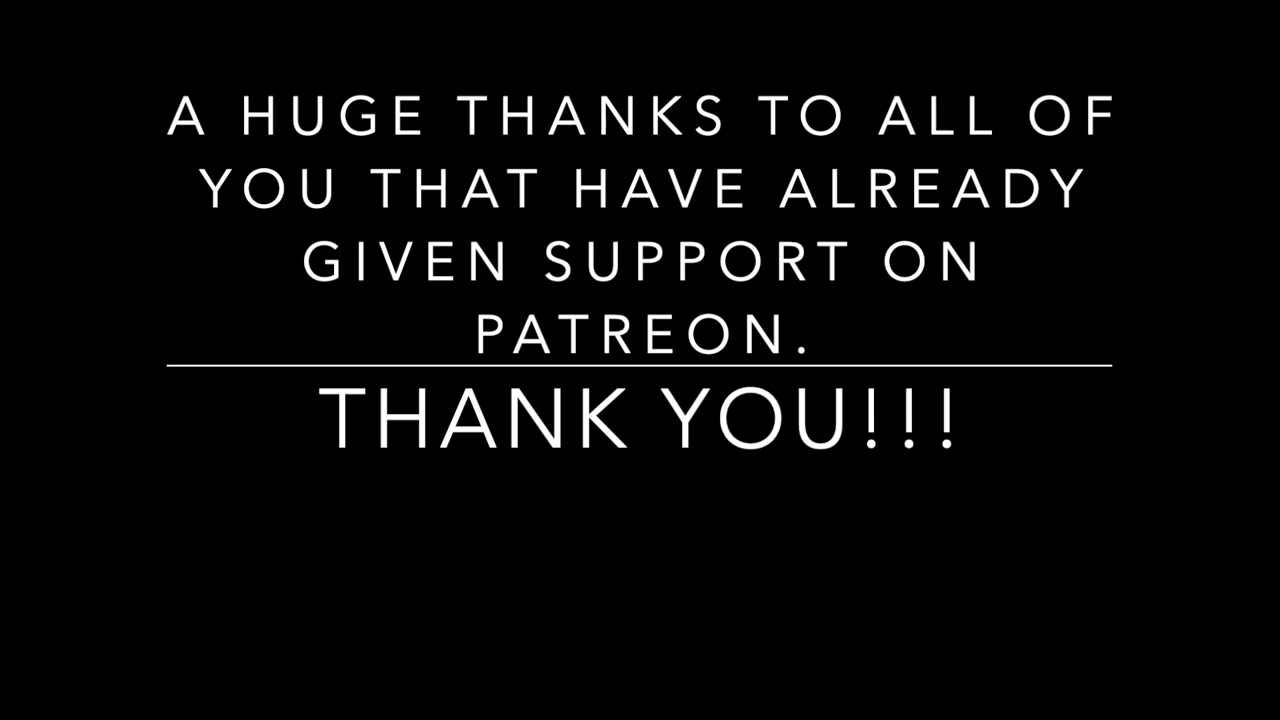 A HUGE THANKS TO ALL OF
YOU THAT HAVE ALREADY
GIVEN SUPPORT ON
PATREON.
THANK YOU!!!